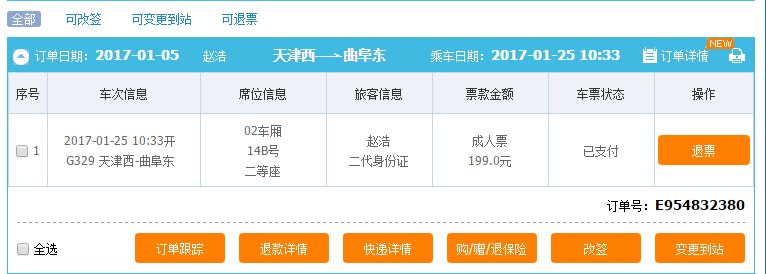 全部 可改签 可变更到站 可退票
订单日期：2017-01-05 赵浩 天津西—→曲阜东 乘车日期：2017-01-25 10:33 订单详情 NEW
序号 车次信息 席位信息 旅客信息 票款金额 车票状态 操作
1 2017-01-25 10:33开 G329 天津西-曲阜东 02车厢 14B号 二等座 赵浩 二代身份证 成人票 199.0元 已支付 退票
订单号：E954832380
全选 订单跟踪 退款详情 快递详情 购/赠/退保险 改签 变更到站